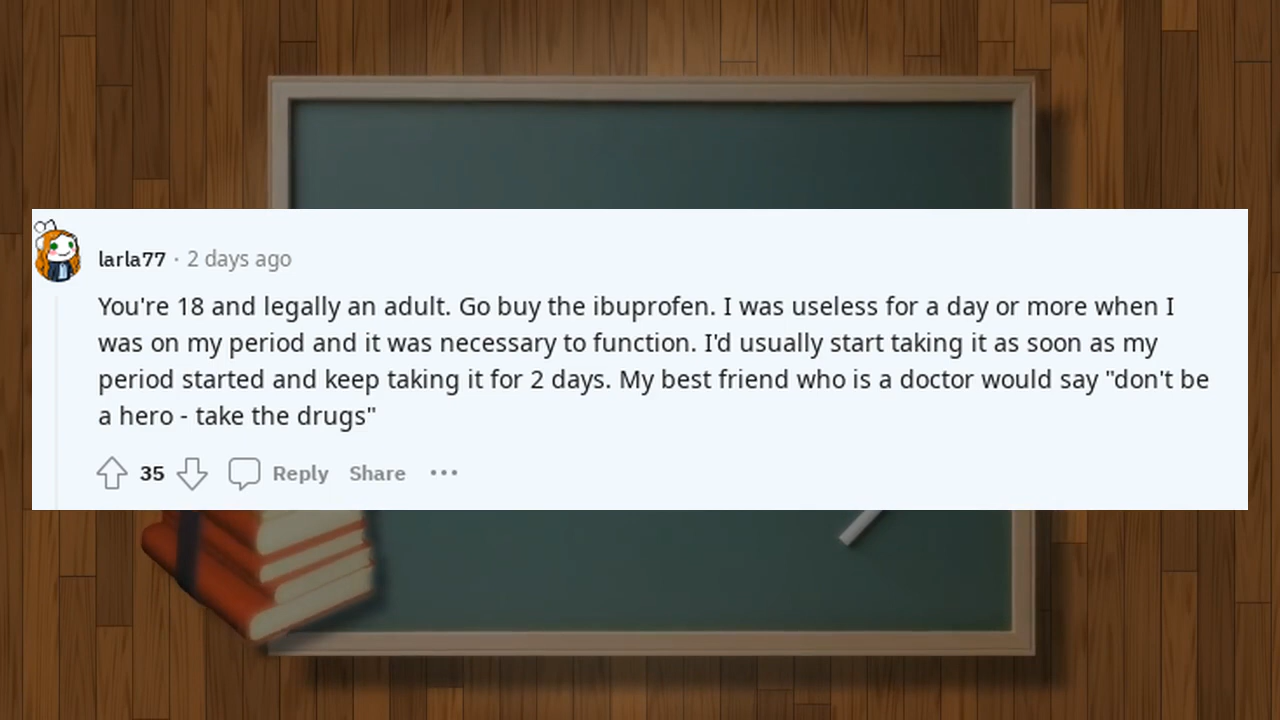 larla77 · 2 days ago
You're 18 and legally an adult. Go buy the ibuprofen. I was useless for a day or more when I
was on my period and it was necessary to function. I'd usually start taking it as soon as my
period started and keep taking it for 2 days. My best friend who is a doctor would say "don't be
a hero - take the drugs"
35 Reply Share